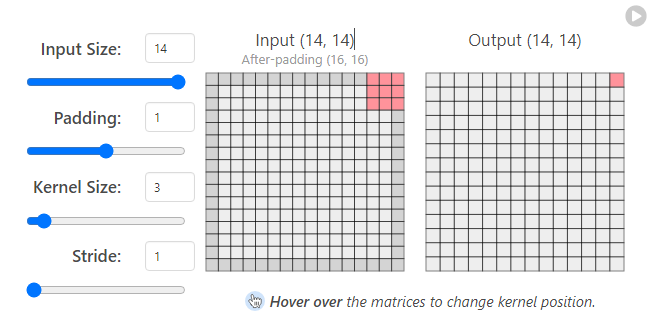 Input Size: 14
Padding: 1
Kernel Size: 3
Stride: 1
Input (14, 14)
After-padding (16, 16)
Output (14, 14)
Hover over the matrices to change kernel position.